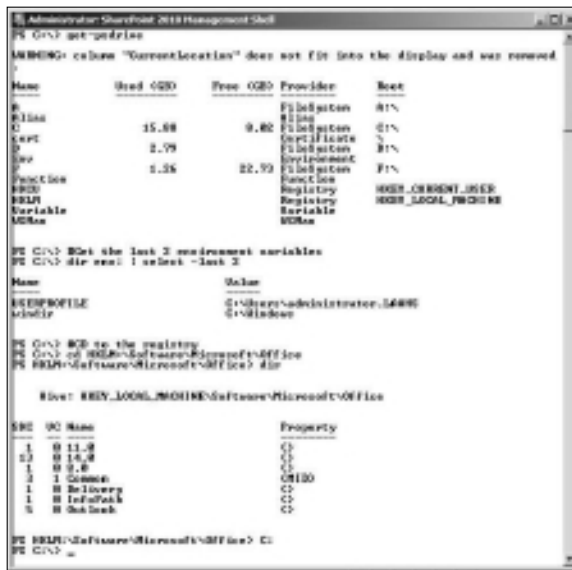 Administrator: SharePoint 2010 Management Shell
PS C:\> get-psdrive
WARNING: column "CurrentLocation" does not fit into the display and was removed
.
Name Used (GB) Free (GB) Provider Root
A FileSystem A:\
Alias Alias
C 15.80 8.02 FileSystem C:\
cert Certificate \
D 2.79 FileSystem D:\
Env Environment
F 1.26 22.73 FileSystem F:\
Function Function
HKCU Registry HKEY_CURRENT_USER
HKLM Registry HKEY_LOCAL_MACHINE
Variable Variable
WSMan WSMan
PS C:\> #Get the last 2 environment variables
PS C:\> dir env: | select -last 2
Name Value
USERPROFILE C:\Users\administrator.
windir C:\Windows
PS C:\> #CD to the registry
PS C:\> cd HKLM:\Software\Microsoft\Office
PS HKLM:\Software\Microsoft\Office> dir
Hive: HKEY_LOCAL_MACHINE\Software\Microsoft\Office
SKC VC Name Property
1 0 11.0 {}
13 0 14.0 {}
1 0 8.0 {}
3 1 Common
1 0 Delivery {}
1 0 InfoPath {}
5 0 Outlook {}
PS HKLM:\Software\Microsoft\Office> C:
PS C:\> _